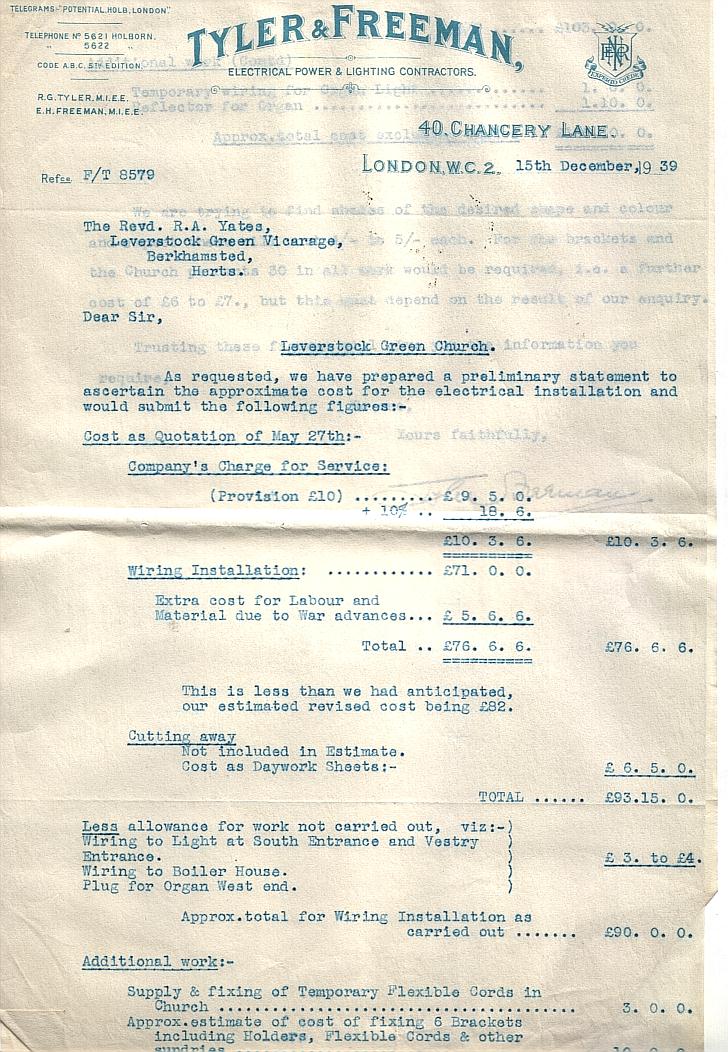 TELEGRAMS-"POTENTIAL, HOLB, LONDON."
TELEPHONE Nº 5621 HOLBORN.
" 5622 "
CODE A.B.C. 5TH EDITION.
R.G. TYLER, M.I.E.E.
E.H. FREEMAN, M.I.E.E.
TYLER & FREEMAN,
ELECTRICAL POWER & LIGHTING CONTRACTORS.
40, CHANCERY LANE.
LONDON, W.C.2. 15th December, 1939
Refce F/T 8579
The Revd. R.A. Yates,
Leverstock Green Vicarage,
Berkhamsted,
Herts.
Dear Sir,
Leverstock Green Church.
As requested, we have prepared a preliminary statement to
ascertain the approximate cost for the electrical installation and
would submit the following figures:-
Cost as Quotation of May 27th:-
Company's Charge for Service:
(Provision £10) ......... £ 9. 5. 0.
+ 10% .. 18. 6.
£10. 3. 6. £10. 3. 6.
Wiring Installation: ............ £71. 0. 0.
Extra cost for Labour and
Material due to War advances... £ 5. 6. 6.
Total .. £76. 6. 6. £76. 6. 6.
This is less than we had anticipated,
our estimated revised cost being £82.
Cutting away
Not included in Estimate.
Cost as Daywork Sheets:- £ 6. 5. 0.
TOTAL ...... £93.15. 0.
Less allowance for work not carried out, viz:-)
Wiring to Light at South Entrance and Vestry )
Entrance. ) £ 3. to £4.
Wiring to Boiler House. )
Plug for Organ West end. )
Approx.total for Wiring Installation as
carried out ....... £90. 0. 0.
Additional work:-
Supply & fixing of Temporary Flexible Cords in
Church .................................... 3. 0. 0.
Approx.estimate of cost of fixing 6 Brackets
including Holders, Flexible Cords & other
sundries